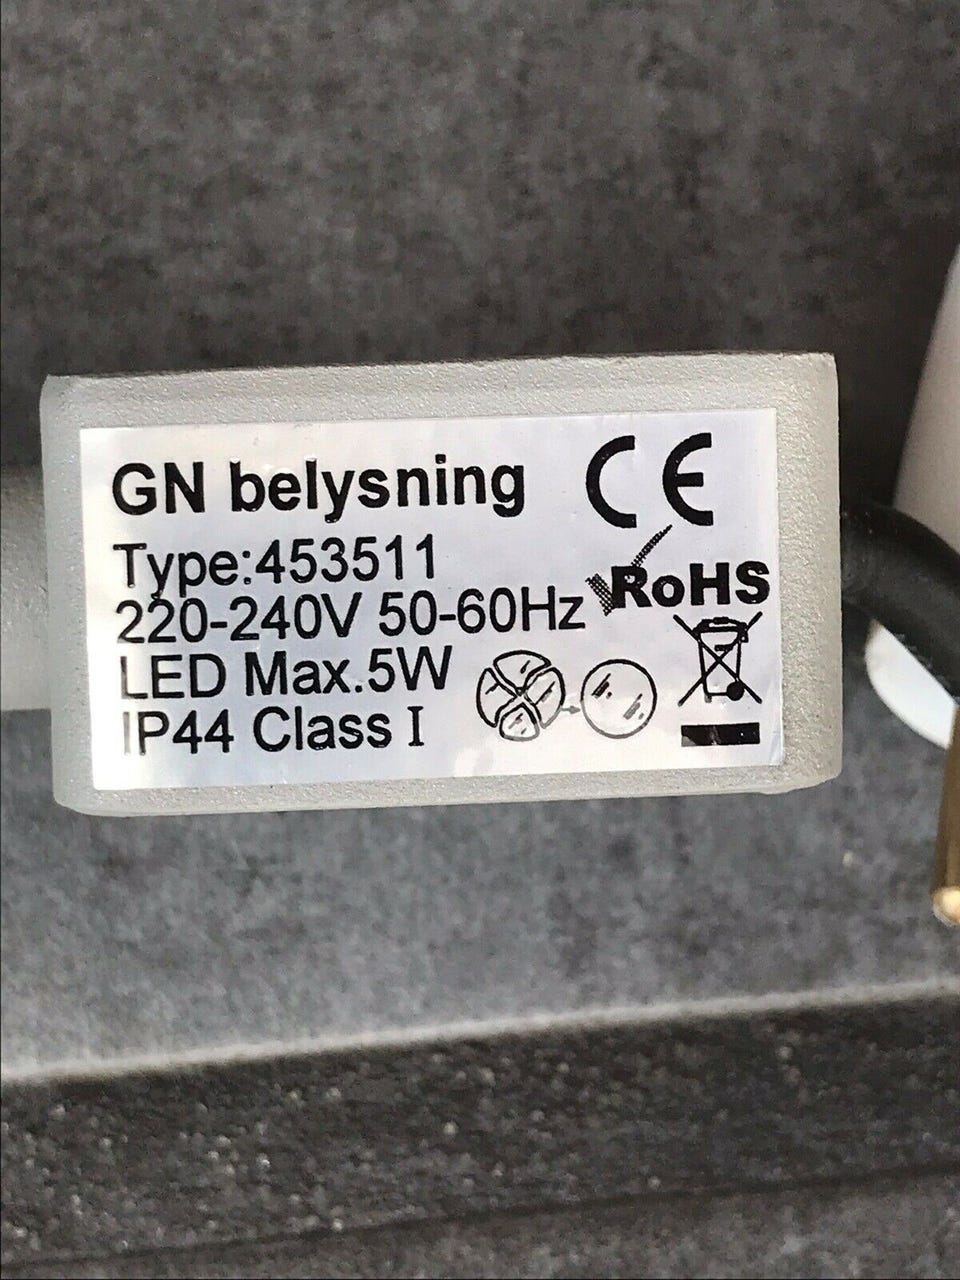 GN belysning CE
Type:453511
RoHS
220-240V 50-60Hz
LED Max.5W
IP44 Class I